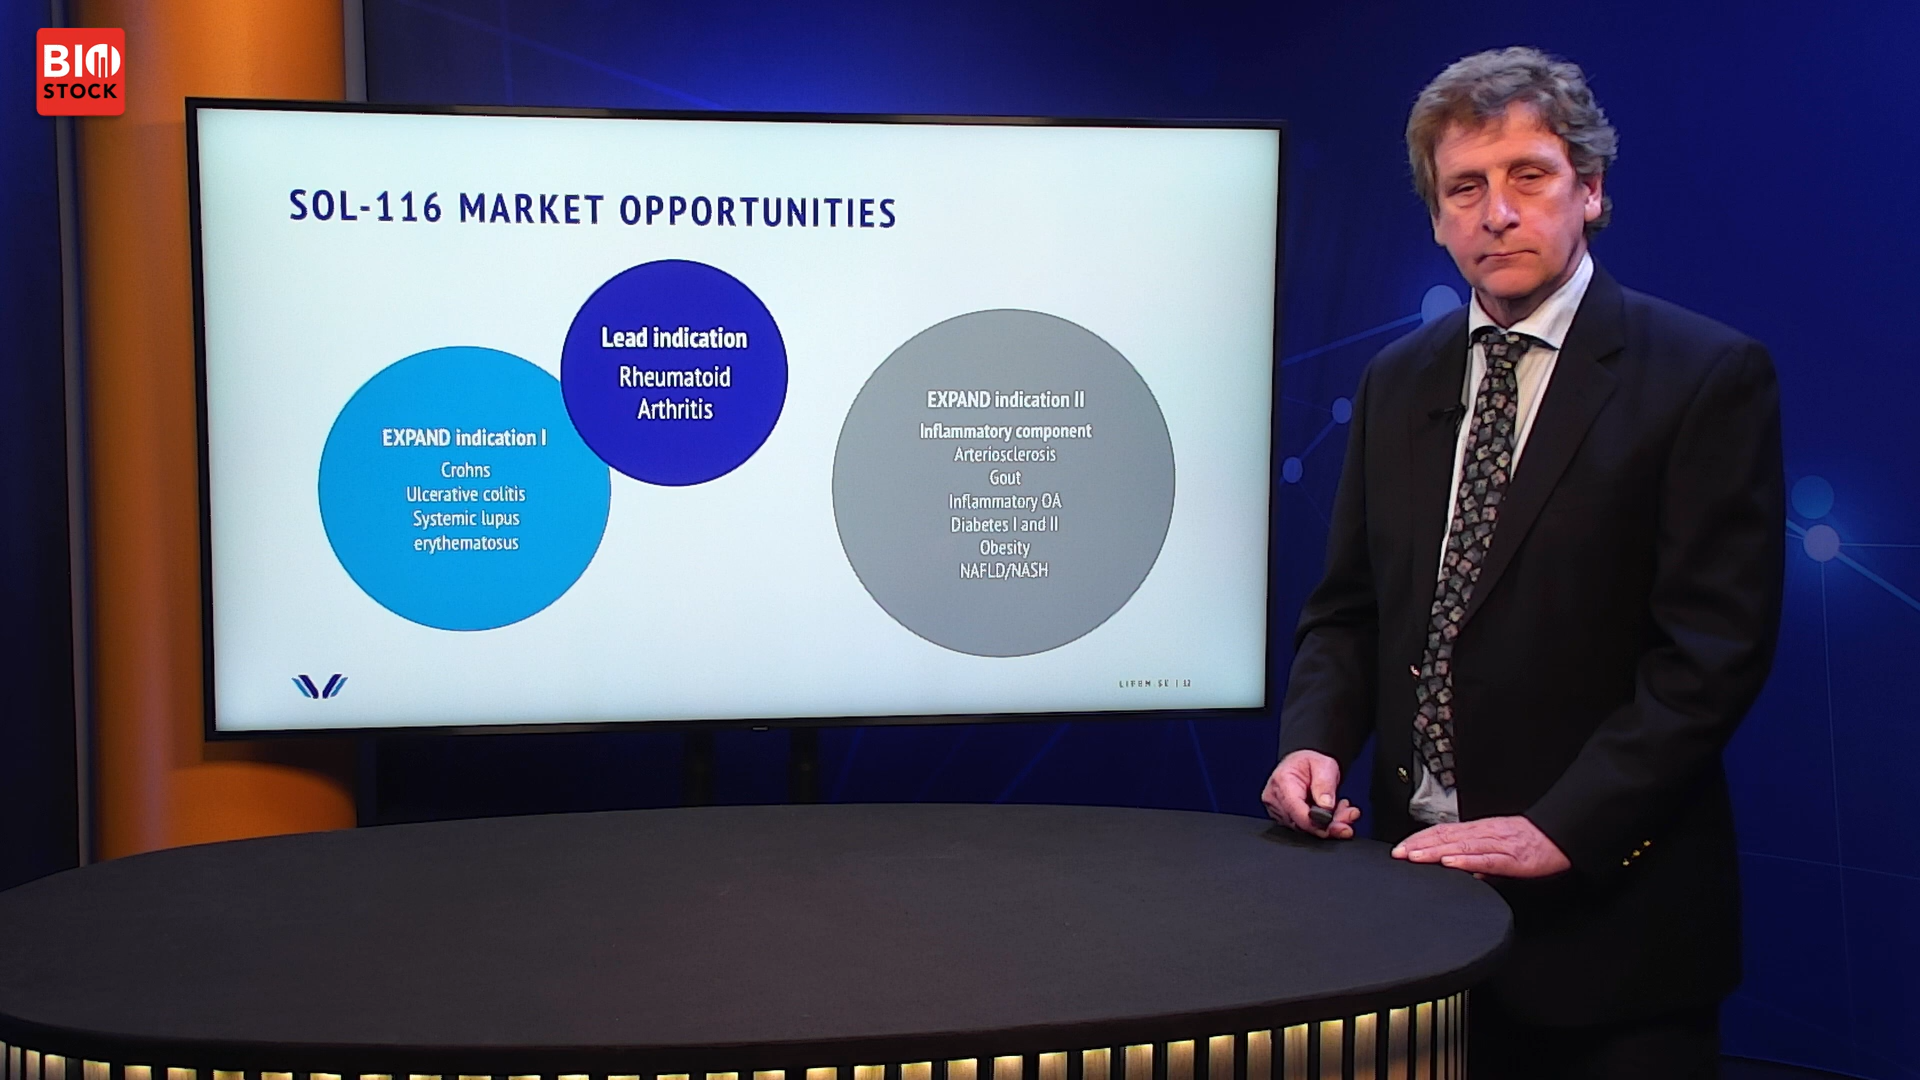 BIO
STOCK
SOL-116 MARKET OPPORTUNITIES
Lead indication
Rheumatoid
Arthritis
EXPAND indication I
Crohns
Ulcerative colitis
Systemic lupus
erythematosus
EXPAND indication II
Inflammatory component
Arteriosclerosis
Gout
Inflammatory OA
Diabetes I and II
Obesity
NAFLD/NASH
| 12